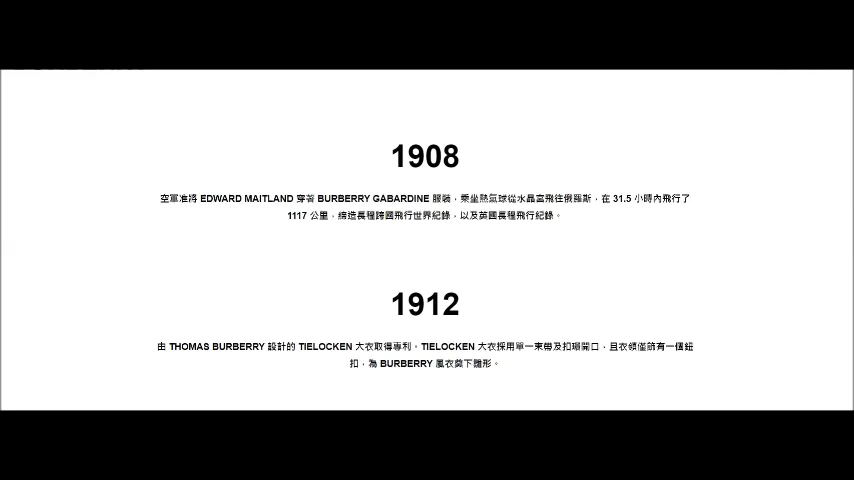 1908
空軍准將 EDWARD MAITLAND 穿著 BURBERRY GABARDINE 服裝，乘坐熱氣球從水晶宮飛往俄羅斯，在 31.5 小時內飛行了
1117 公里，締造長程跨國飛行世界紀錄，以及英國長程飛行紀錄。
1912
由 THOMAS BURBERRY 設計的 TIELOCKEN 大衣取得專利。TIELOCKEN 大衣採用單一束帶及扣環開口，且衣領僅飾有一個鈕
扣，為 BURBERRY 風衣奠下雛形。